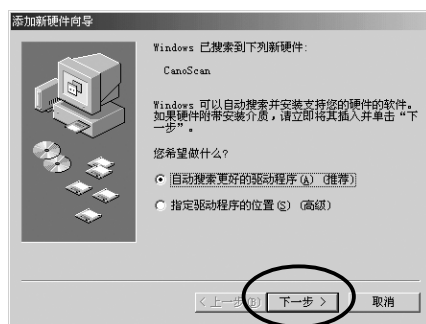 添加新硬件向导
Windows 已搜索到下列新硬件:
CanoScan
Windows 可以自动搜索并安装支持您的硬件的软件。
如果硬件附带安装介质,请立即将其插入并单击“下
一步”。
您希望做什么?
自动搜索更好的驱动程序(A) (推荐)
指定驱动程序的位置(S) (高级)
< 上一步(B)
下一步 >
取消